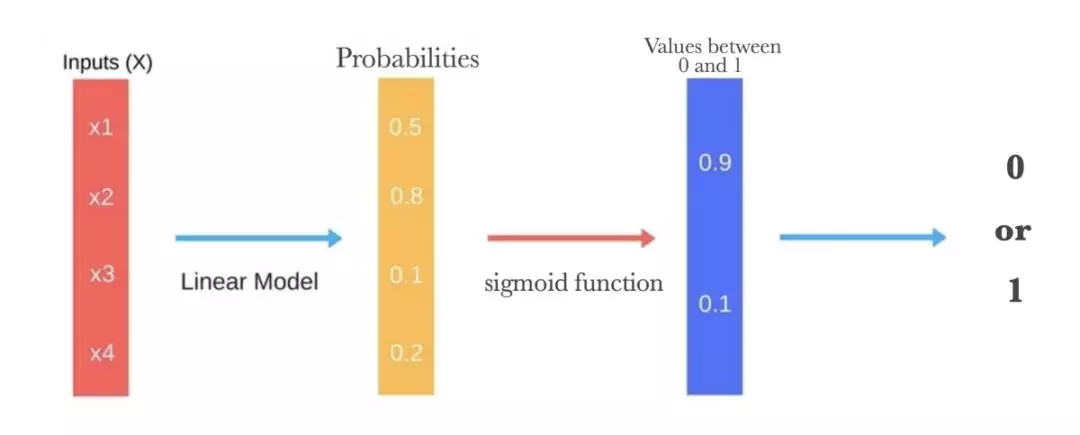 Inputs (X)
x1
x2
x3
x4
Linear Model
Probabilities
0.5
0.8
0.1
0.2
sigmoid function
Values between
0 and 1
0.9
0.1
0
or
1